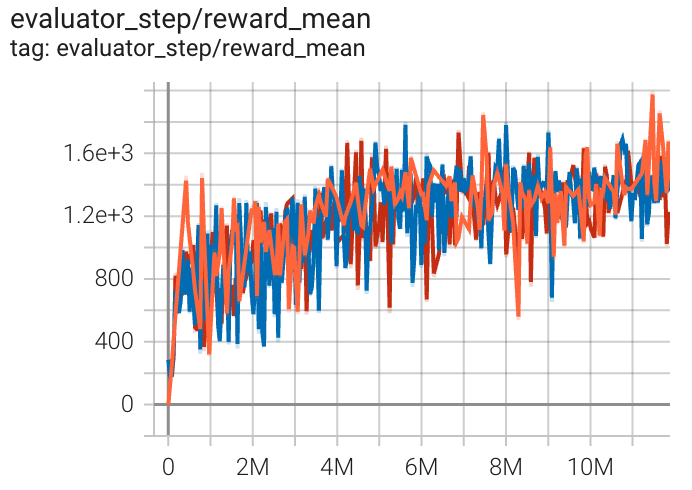 evaluator_step/reward_mean
tag: evaluator_step/reward_mean
1.6e+3
1.2e+3
800
400
0
0 2M 4M 6M 8M 10M